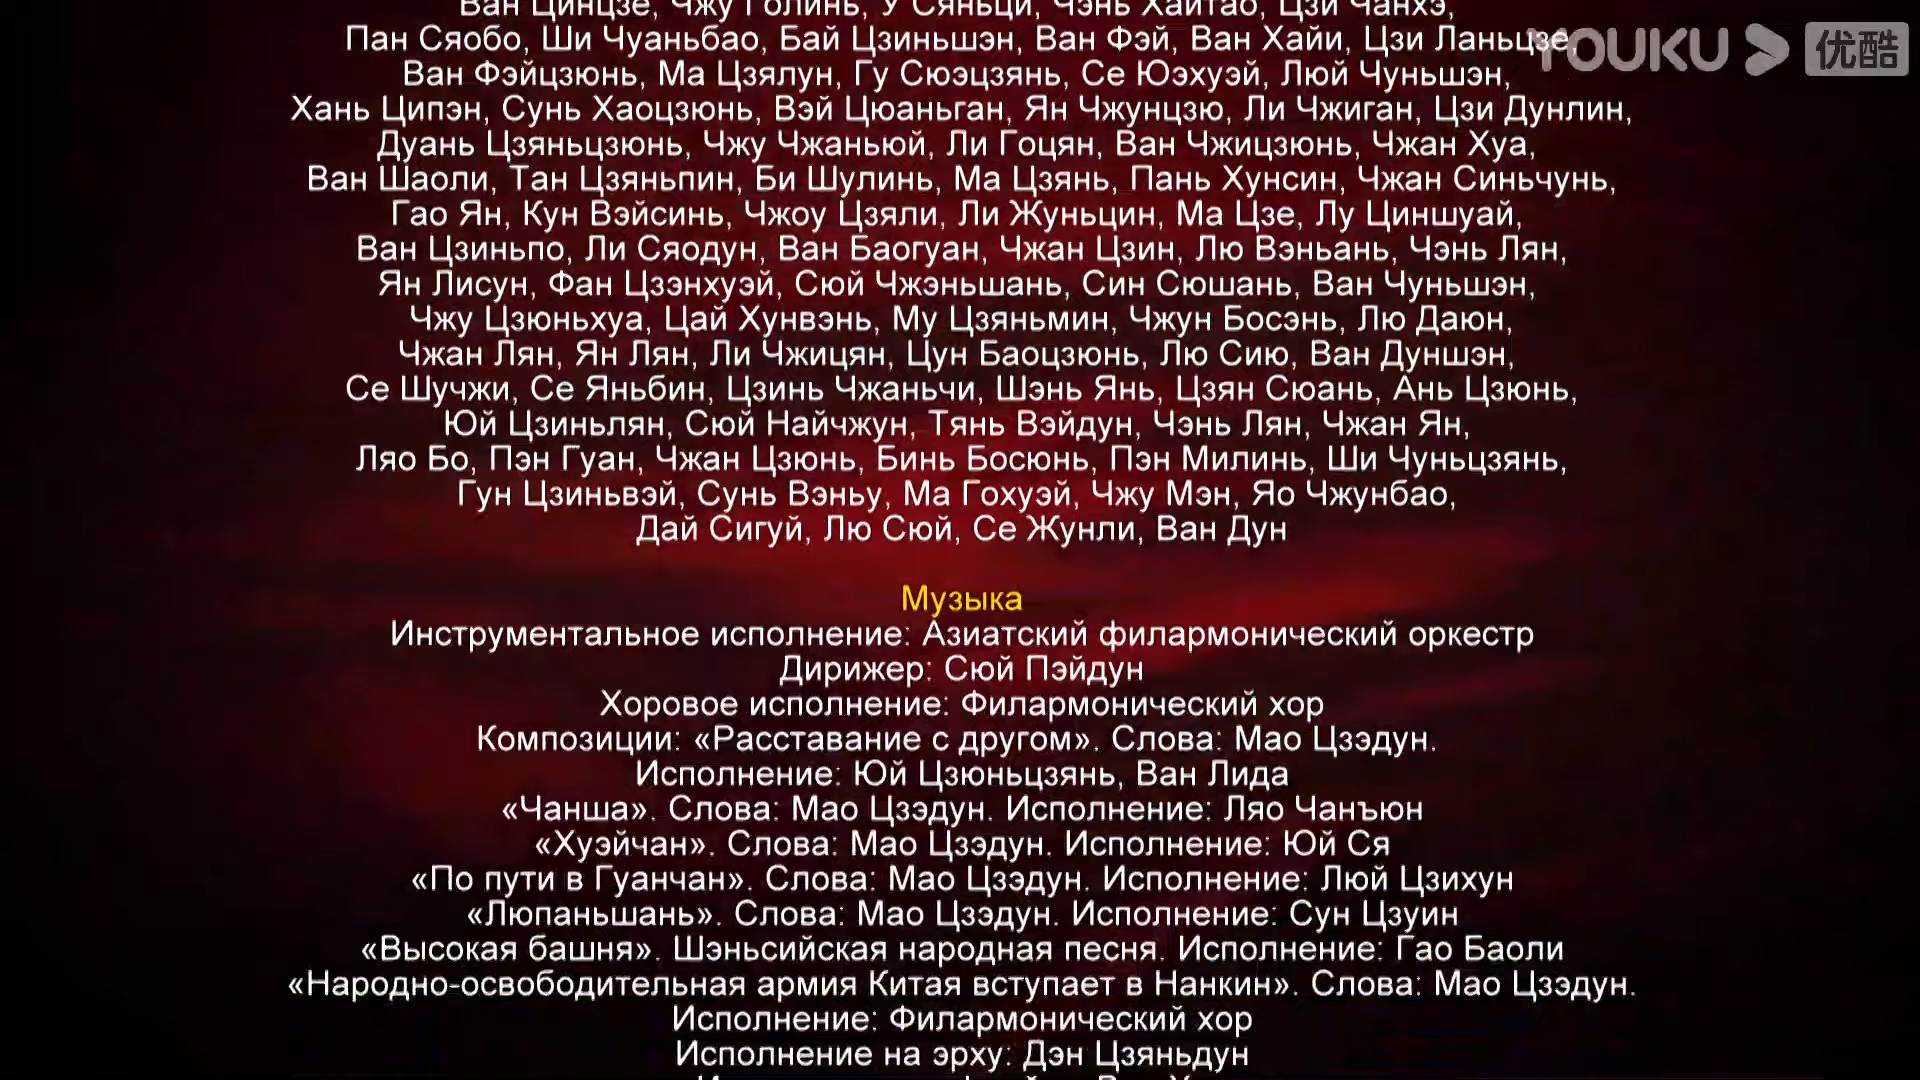 Ван Цинцзе, Чжу Голинь, У Сяньци, Чэнь Хайтао, Цзи Чанхэ,
Пан Сяобо, Ши Чуаньбао, Бай Цзиньшэн, Ван Фэй, Ван Хайи, Цзи Ланьцзе,
YOUKU 优酷
Ван Фэйцзюнь, Ма Цзялун, Гу Сюэцзянь, Се Юэхуэй, Люй Чуньшэн,
Хань Ципэн, Сунь Хаоцзюнь, Вэй Цюаньган, Ян Чжунцзю, Ли Чжиган, Цзи Дунлин,
Дуань Цзяньцзюнь, Чжу Чжаньюй, Ли Гоцян, Ван Чжицзюнь, Чжан Хуа,
Ван Шаоли, Тан Цзяньпин, Би Шулинь, Ма Цзянь, Пань Хунсин, Чжан Синьчунь,
Гао Ян, Кун Вэйсинь, Чжоу Цзяли, Ли Жуньцин, Ма Цзе, Лу Циншуай,
Ван Цзиньпо, Ли Сяодун, Ван Баогуан, Чжан Цзин, Лю Вэньань, Чэнь Лян,
Ян Лисун, Фан Цзэнхуэй, Сюй Чжэньшань, Син Сюшань, Ван Чуньшэн,
Чжу Цзюньхуа, Цай Хунвэнь, Му Цзяньмин, Чжун Босэнь, Лю Даюн,
Чжан Лян, Ян Лян, Ли Чжицян, Цун Баоцзюнь, Лю Сию, Ван Дуншэн,
Се Шучжи, Се Яньбин, Цзинь Чжаньчи, Шэнь Янь, Цзян Сюань, Ань Цзюнь,
Юй Цзиньлян, Сюй Найчжун, Тянь Вэйдун, Чэнь Лян, Чжан Ян,
Ляо Бо, Пэн Гуан, Чжан Цзюнь, Бинь Босюнь, Пэн Милинь, Ши Чуньцзянь,
Гун Цзиньвэй, Сунь Вэньу, Ма Гохуэй, Чжу Мэн, Яо Чжунбао,
Дай Сигуй, Лю Сюй, Се Жунли, Ван Дун
Музыка
Инструментальное исполнение: Азиатский филармонический оркестр
Дирижер: Сюй Пэйдун
Хоровое исполнение: Филармонический хор
Композиции: «Расставание с другом». Слова: Мао Цзэдун.
Исполнение: Юй Цзюньцзянь, Ван Лида
«Чанша». Слова: Мао Цзэдун. Исполнение: Ляо Чанъюн
«Хуэйчан». Слова: Мао Цзэдун. Исполнение: Юй Ся
«По пути в Гуанчан». Слова: Мао Цзэдун. Исполнение: Люй Цзихун
«Люпаньшань». Слова: Мао Цзэдун. Исполнение: Сун Цзуин
«Высокая башня». Шэньсийская народная песня. Исполнение: Гао Баоли
«Народно-освободительная армия Китая вступает в Нанкин». Слова: Мао Цзэдун.
Исполнение: Филармонический хор
Исполнение на эрху: Дэн Цзяньдун